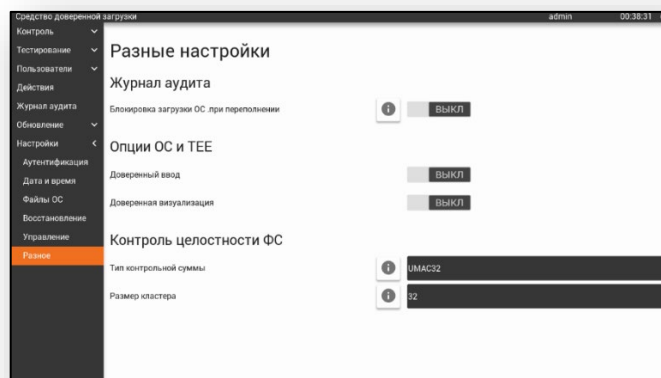 Средство доверенной загрузки admin 00:38:31
Контроль
Тестирование
Пользователи
Действия
Журнал аудита
Обновление
Настройки
Аутентификация
Дата и время
Файлы ОС
Восстановление
Управление
Разное
Разные настройки
Журнал аудита
Блокировка загрузки ОС .при переполнении ВЫКЛ
Опции ОС и TEE
Доверенный ввод ВЫКЛ
Доверенная визуализация ВЫКЛ
Контроль целостности ФС
Тип контрольной суммы UMAC32
Размер кластера 32